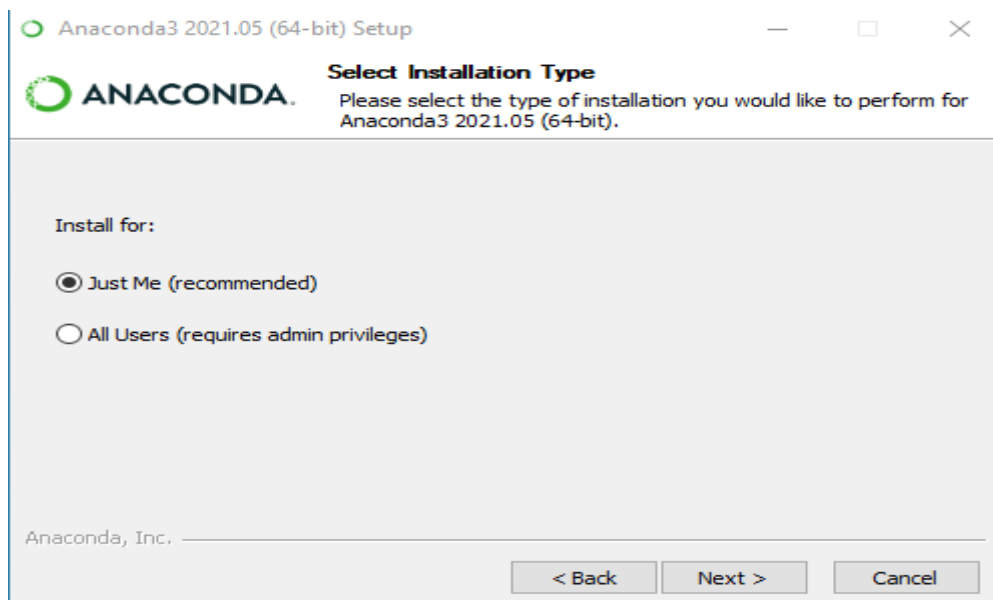 Anaconda3 2021.05 (64-bit) Setup
ANACONDA.
Select Installation Type
Please select the type of installation you would like to perform for
Anaconda3 2021.05 (64-bit).
Install for:
Just Me (recommended)
All Users (requires admin privileges)
Anaconda, Inc.
< Back
Next >
Cancel